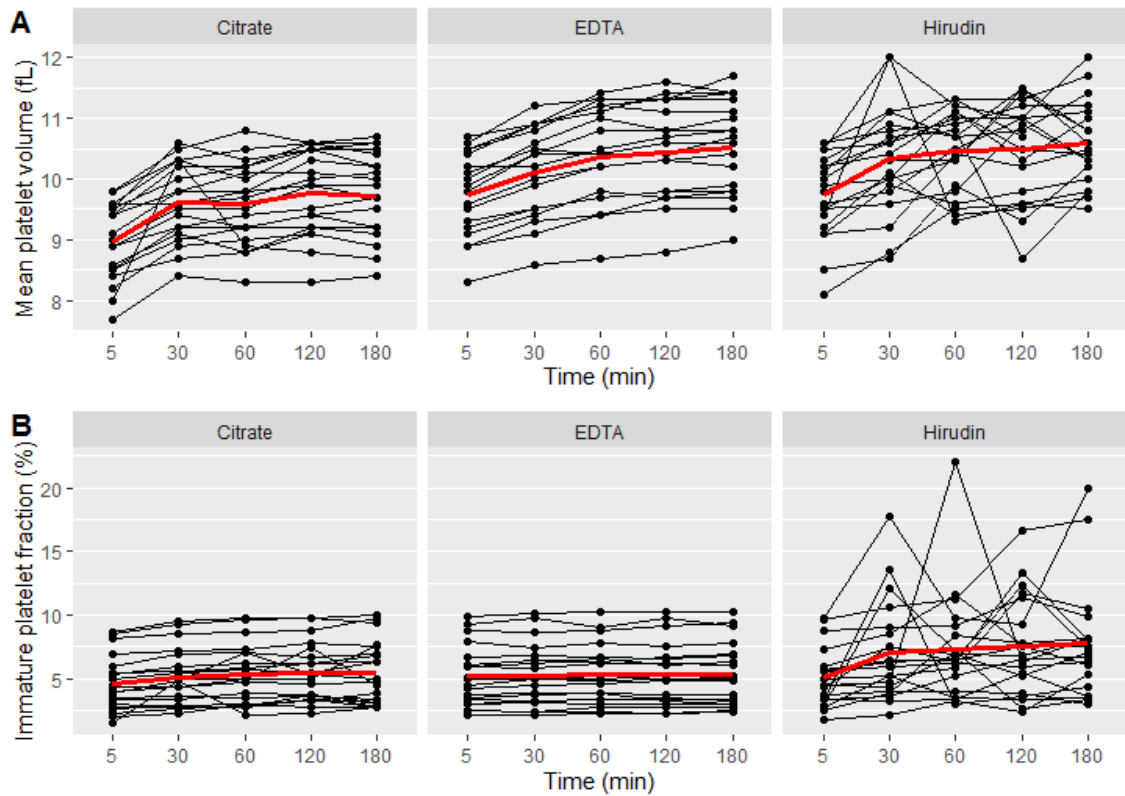 A
Citrate EDTA Hirudin
Mean platelet volume (fL)
12
11
10
9
8
5 30 60 120 180 5 30 60 120 180 5 30 60 120 180
Time (min)
B
Citrate EDTA Hirudin
Immature platelet fraction (%)
20
15
10
5
5 30 60 120 180 5 30 60 120 180 5 30 60 120 180
Time (min)